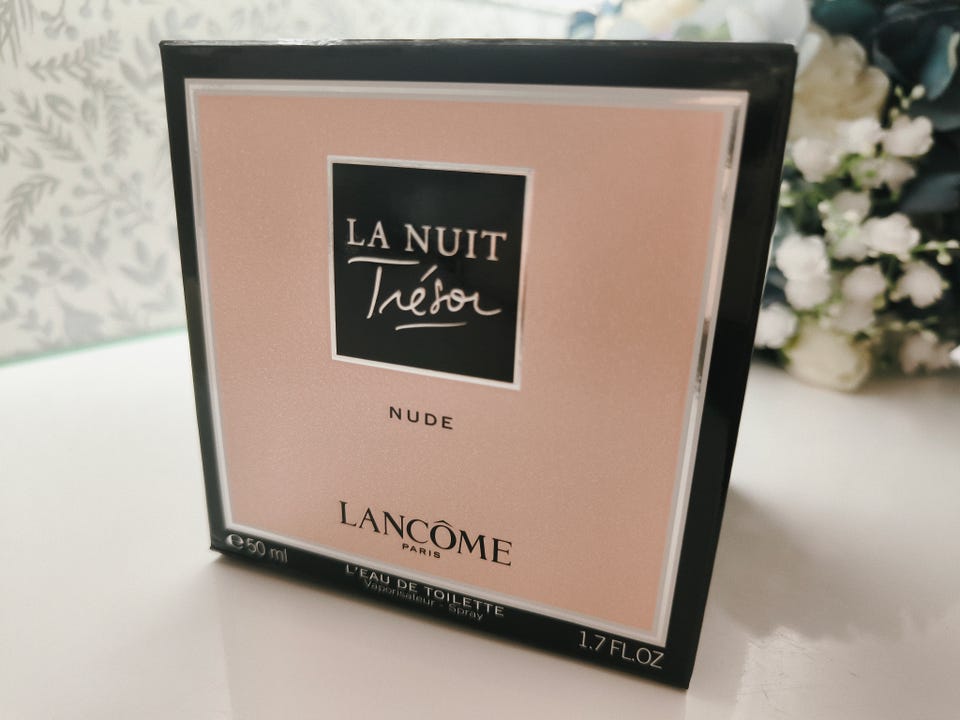 LA NUIT
Trésor
NUDE
LANCÔME
PARIS
℮50 ml
L'EAU DE TOILETTE
Vaporisateur - Spray
1.7 FL.OZ